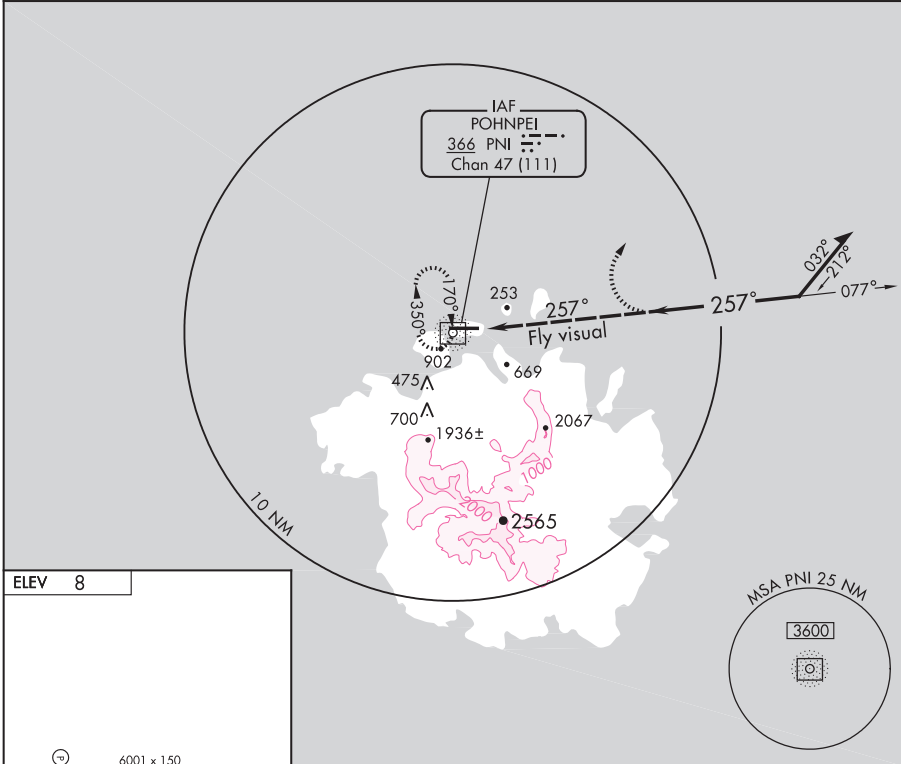 IAF
POHNPEI
366 PNI
Chan 47 (111)
032°
212°
077°
257°
257°
Fly visual
170°
350°
253
902
669
475
700
1936±
2067
1000
2000
2565
10 NM
ELEV 8
MSA PNI 25 NM
3600
P
6001 x 150